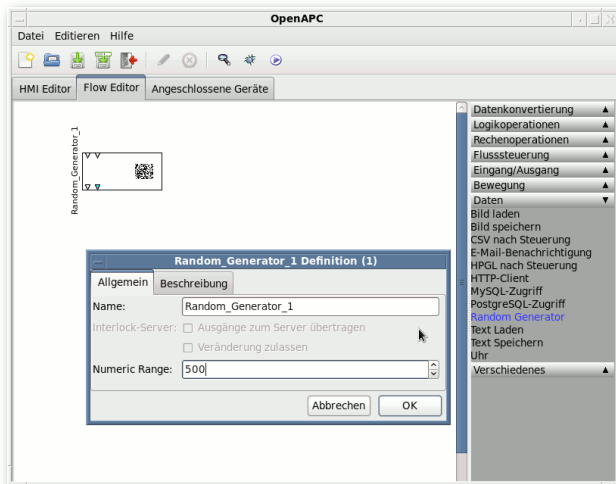 OpenAPC
Datei Editieren Hilfe
HMI Editor Flow Editor Angeschlossene Geräte
Random_Generator_1
Random_Generator_1 Definition (1)
Allgemein Beschreibung
Name: Random_Generator_1
Interlock-Server: Ausgänge zum Server übertragen
Veränderung zulassen
Numeric Range: 500
Abbrechen OK
Datenkonvertierung
Logikoperationen
Rechenoperationen
Flusssteuerung
Eingang/Ausgang
Bewegung
Daten
Bild laden
Bild speichern
CSV nach Steuerung
E-Mail-Benachrichtigung
HPGL nach Steuerung
HTTP-Client
MySQL-Zugriff
PostgreSQL-Zugriff
Random Generator
Text Laden
Text Speichern
Uhr
Verschiedenes